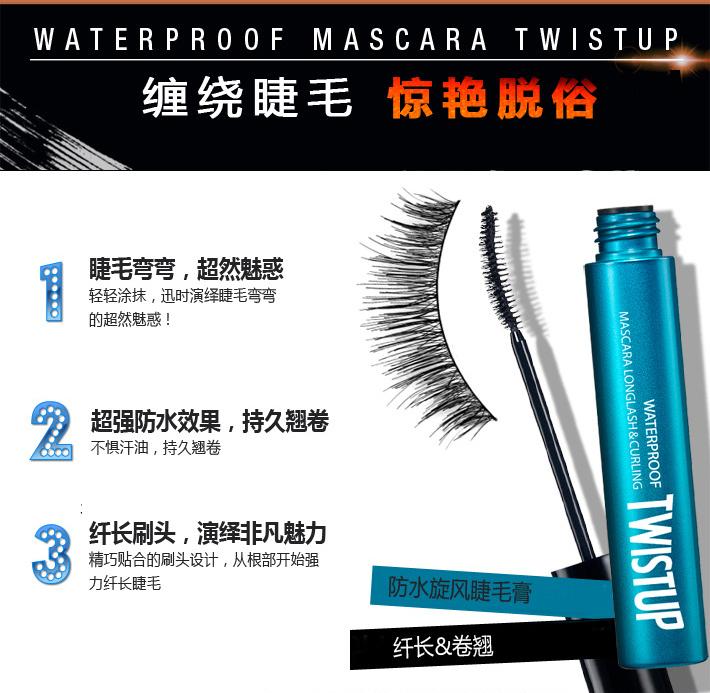 WATERPROOF MASCARA TWISTUP
缠绕睫毛 惊艳脱俗
1 睫毛弯弯，超然魅惑
轻轻涂抹，迅时演绎睫毛弯弯
的超然魅惑！
2 超强防水效果，持久翘卷
不惧汗油，持久翘卷
3 纤长刷头，演绎非凡魅力
精巧贴合的刷头设计，从根部开始强
力纤长睫毛
MASCARA LONGLASH & CURLING
WATERPROOF
TWISTUP
防水旋风睫毛膏
纤长&卷翘